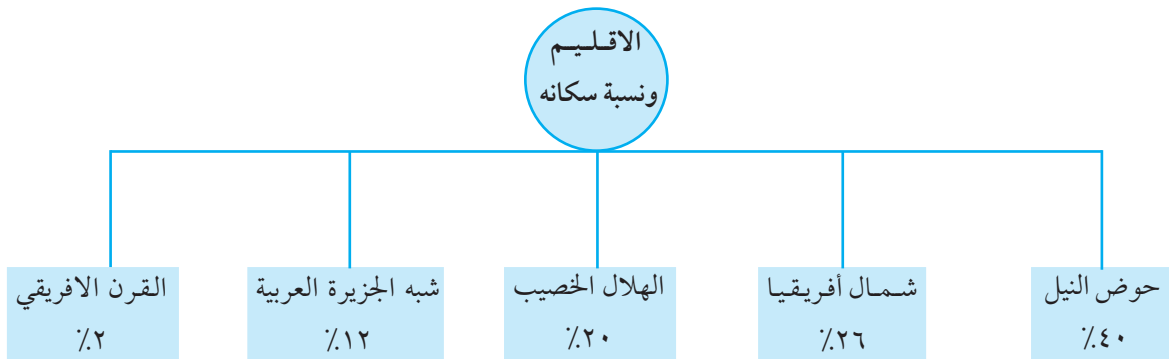 الاقليم
ونسبة سكانه
حوض النيل
٤٠٪
شمال أفريقيا
٢٦٪
الهلال الخصيب
٢٠٪
شبه الجزيرة العربية
١٢٪
القرن الافريقي
٢٪